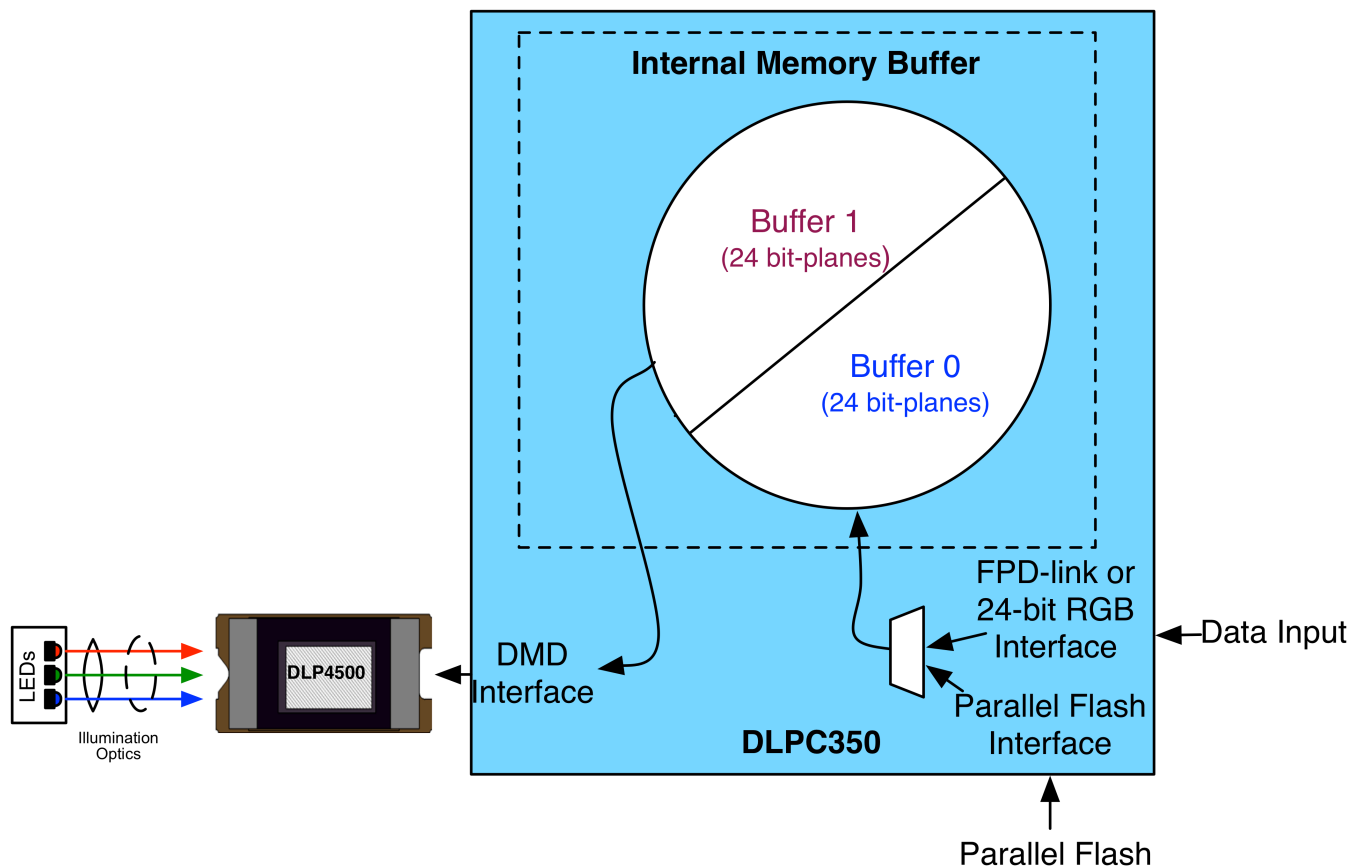 Internal Memory Buffer
Buffer 1
(24 bit-planes)
Buffer 0
(24 bit-planes)
FPD-link or
24-bit RGB
Interface
Data Input
DMD
Interface
Parallel Flash
Interface
DLPC350
Parallel Flash
LEDs
DLP4500
Illumination
Optics